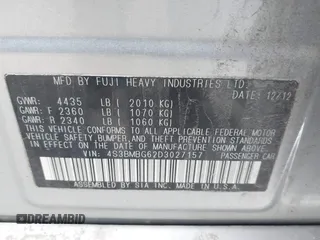 MFD BY FUJI HEAVY INDUSTRIES LTD.
DATE: 12/12
GVWR: 4435 LB ( 2010 KG)
GAWR: F 2360 LB ( 1070 KG)
GAWR: R 2340 LB ( 1060 KG)
THIS VEHICLE CONFORMS TO ALL APPLICABLE FEDERAL MOTOR
VEHICLE SAFETY, BUMPER, AND THEFT PREVENTION STANDARDS
IN EFFECT ON THE DATE OF MANUFACTURE SHOWN ABOVE.
VIN: 4S3BMBG62D3027157
PASSENGER CAR
ASSEMBLED BY SIA, INC. MADE IN U.S.A.
DREAMBID